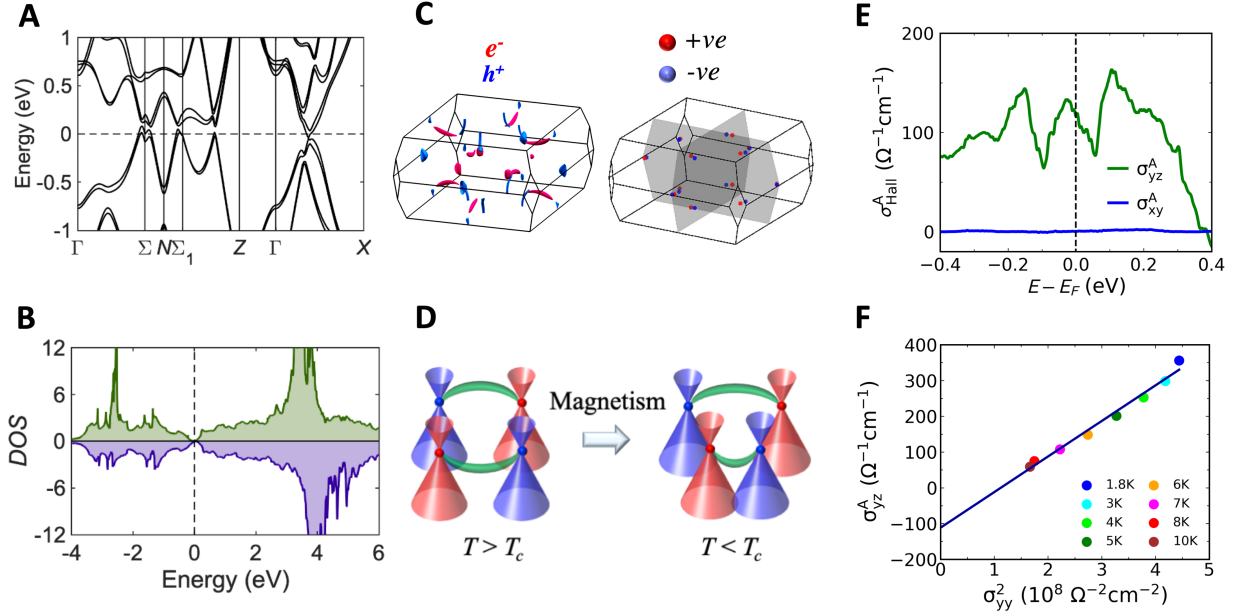 A
1
0.5
0
-0.5
-1
Energy (eV)
Γ
Σ
N
Σ₁
Z
Γ
X
B
12
6
0
-6
-12
DOS
-4
-2
0
2
4
6
Energy (eV)
C
e⁻
h⁺
+ve
-ve
D
Magnetism
T > T_c
T < T_c
E
200
100
0
σ^A_Hall (Ω⁻¹cm⁻¹)
σ^A_yz
σ^A_xy
−0.4
−0.2
0.0
0.2
0.4
E − E_F (eV)
F
400
300
200
100
0
−100
−200
σ^A_yz (Ω⁻¹cm⁻¹)
1.8K
3K
4K
5K
6K
7K
8K
10K
0
1
2
3
4
5
σ²_yy (10⁸ Ω⁻²cm⁻²)